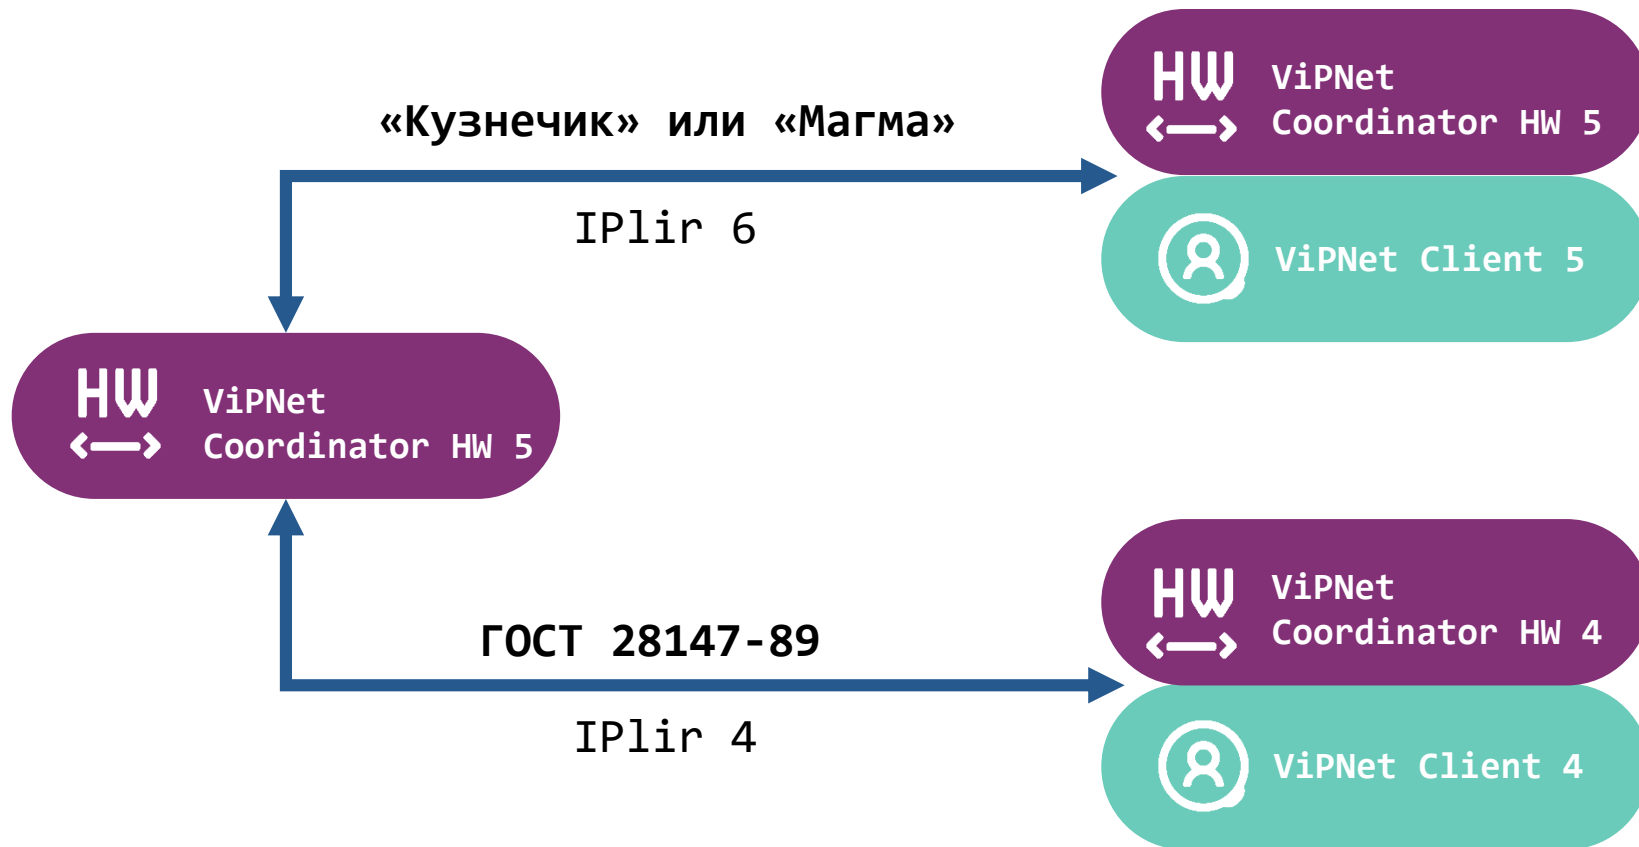 «Кузнечик» или «Магма»
IPlir 6
HW
ViPNet
Coordinator HW 5
ViPNet Client 5
HW
ViPNet
Coordinator HW 5
ГОСТ 28147-89
IPlir 4
HW
ViPNet
Coordinator HW 4
ViPNet Client 4